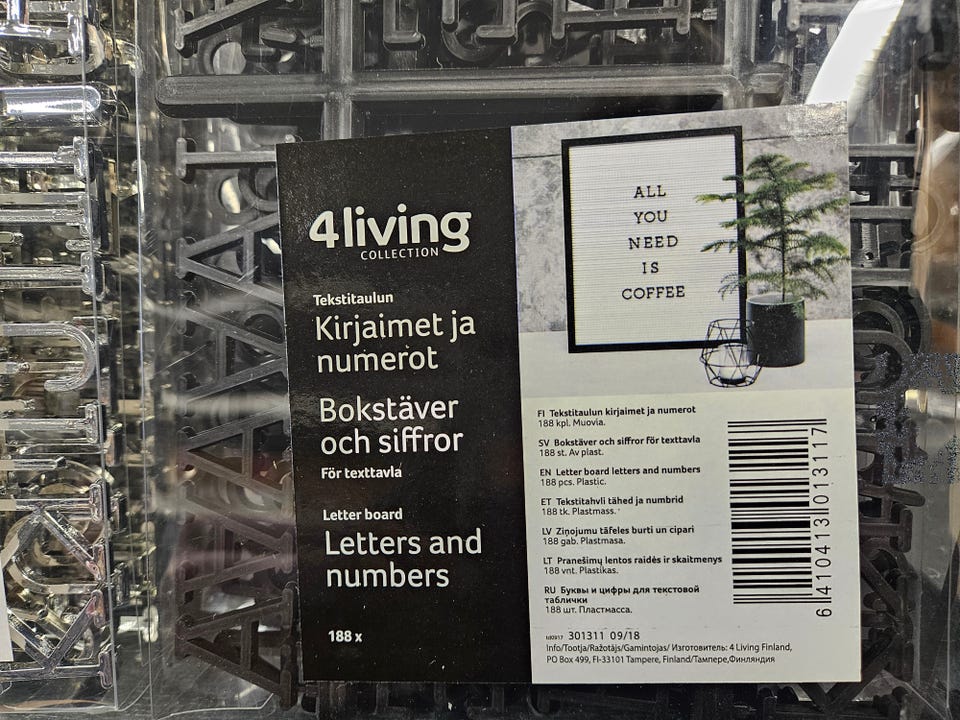 4living
COLLECTION
Tekstitaulun
Kirjaimet ja
numerot
Bokstäver
och siffror
För texttavla
Letter board
Letters and
numbers
188 x
ALL
YOU
NEED
IS
COFFEE
FI Tekstitaulun kirjaimet ja numerot
188 kpl. Muovia.
SV Bokstäver och siffror för texttavla
188 st. Av plast.
EN Letter board letters and numbers
188 pcs. Plastic.
ET Tekstitahvli tähed ja numbrid
188 tk. Plastmass.
LV Ziņojumu tāfeles burti un cipari
188 gab. Plastmasa.
LT Pranešimų lentos raidės ir skaitmenys
188 vnt. Plastikas.
RU Буквы и цифры для текстовой
таблички
188 шт. Пластмасса.
301311 09/18
Info/Tootja/Ražotājs/Gamintojas/ Изготовитель: 4 Living Finland,
PO Box 499, FI-33101 Tampere, Finland/Тампере,Финляндия
6 410413 013117